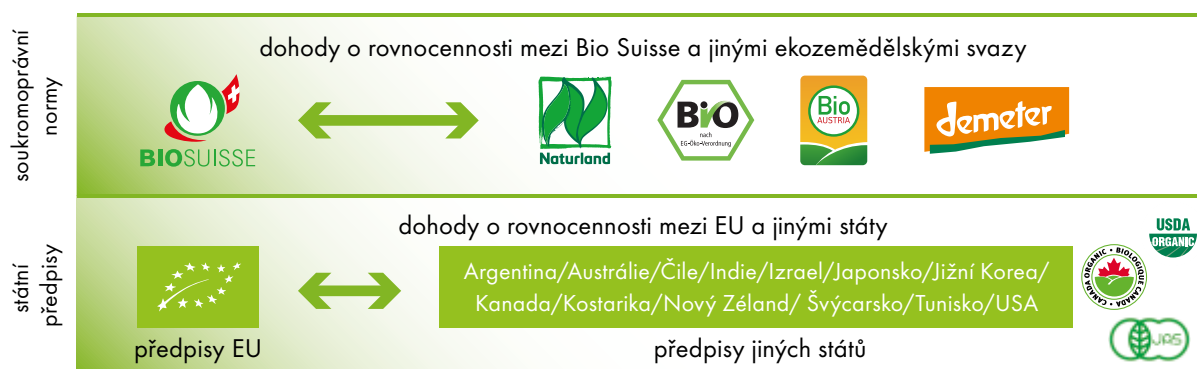 soukromoprávní
normy
dohody o rovnocennosti mezi Bio Suisse a jinými ekozemědělskými svazy
BIOSUISSE
Naturland
Bio
nach
EG-Öko-Verordnung
Bio
AUSTRIA
demeter
státní
předpisy
dohody o rovnocennosti mezi EU a jinými státy
předpisy EU
Argentina/Austrálie/Čile/Indie/Izrael/Japonsko/Jižní Korea/
Kanada/Kostarika/Nový Zéland/ Švýcarsko/Tunisko/USA
předpisy jiných států
USDA
ORGANIC
CANADA ORGANIC • BIOLOGIQUE CANADA •
JAS